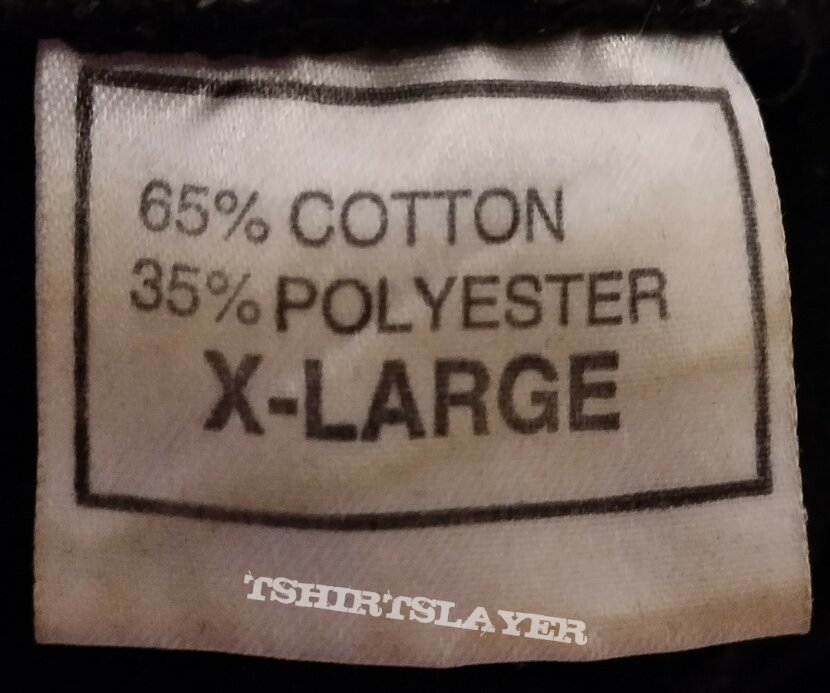 65% COTTON
35% POLYESTER
X-LARGE
TSHIRTSLAYER